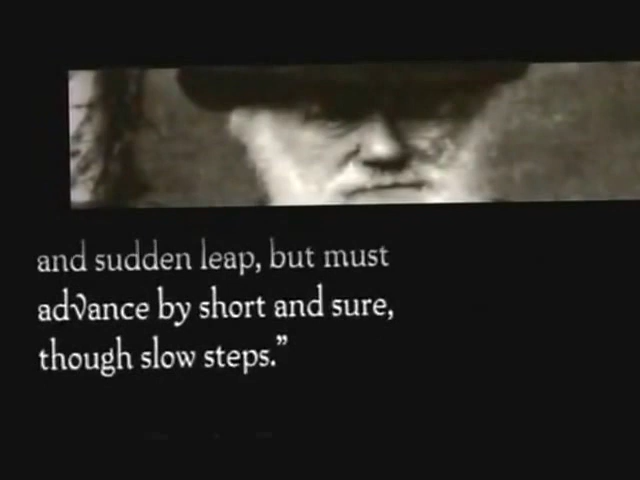 and sudden leap, but must
advance by short and sure,
though slow steps.”